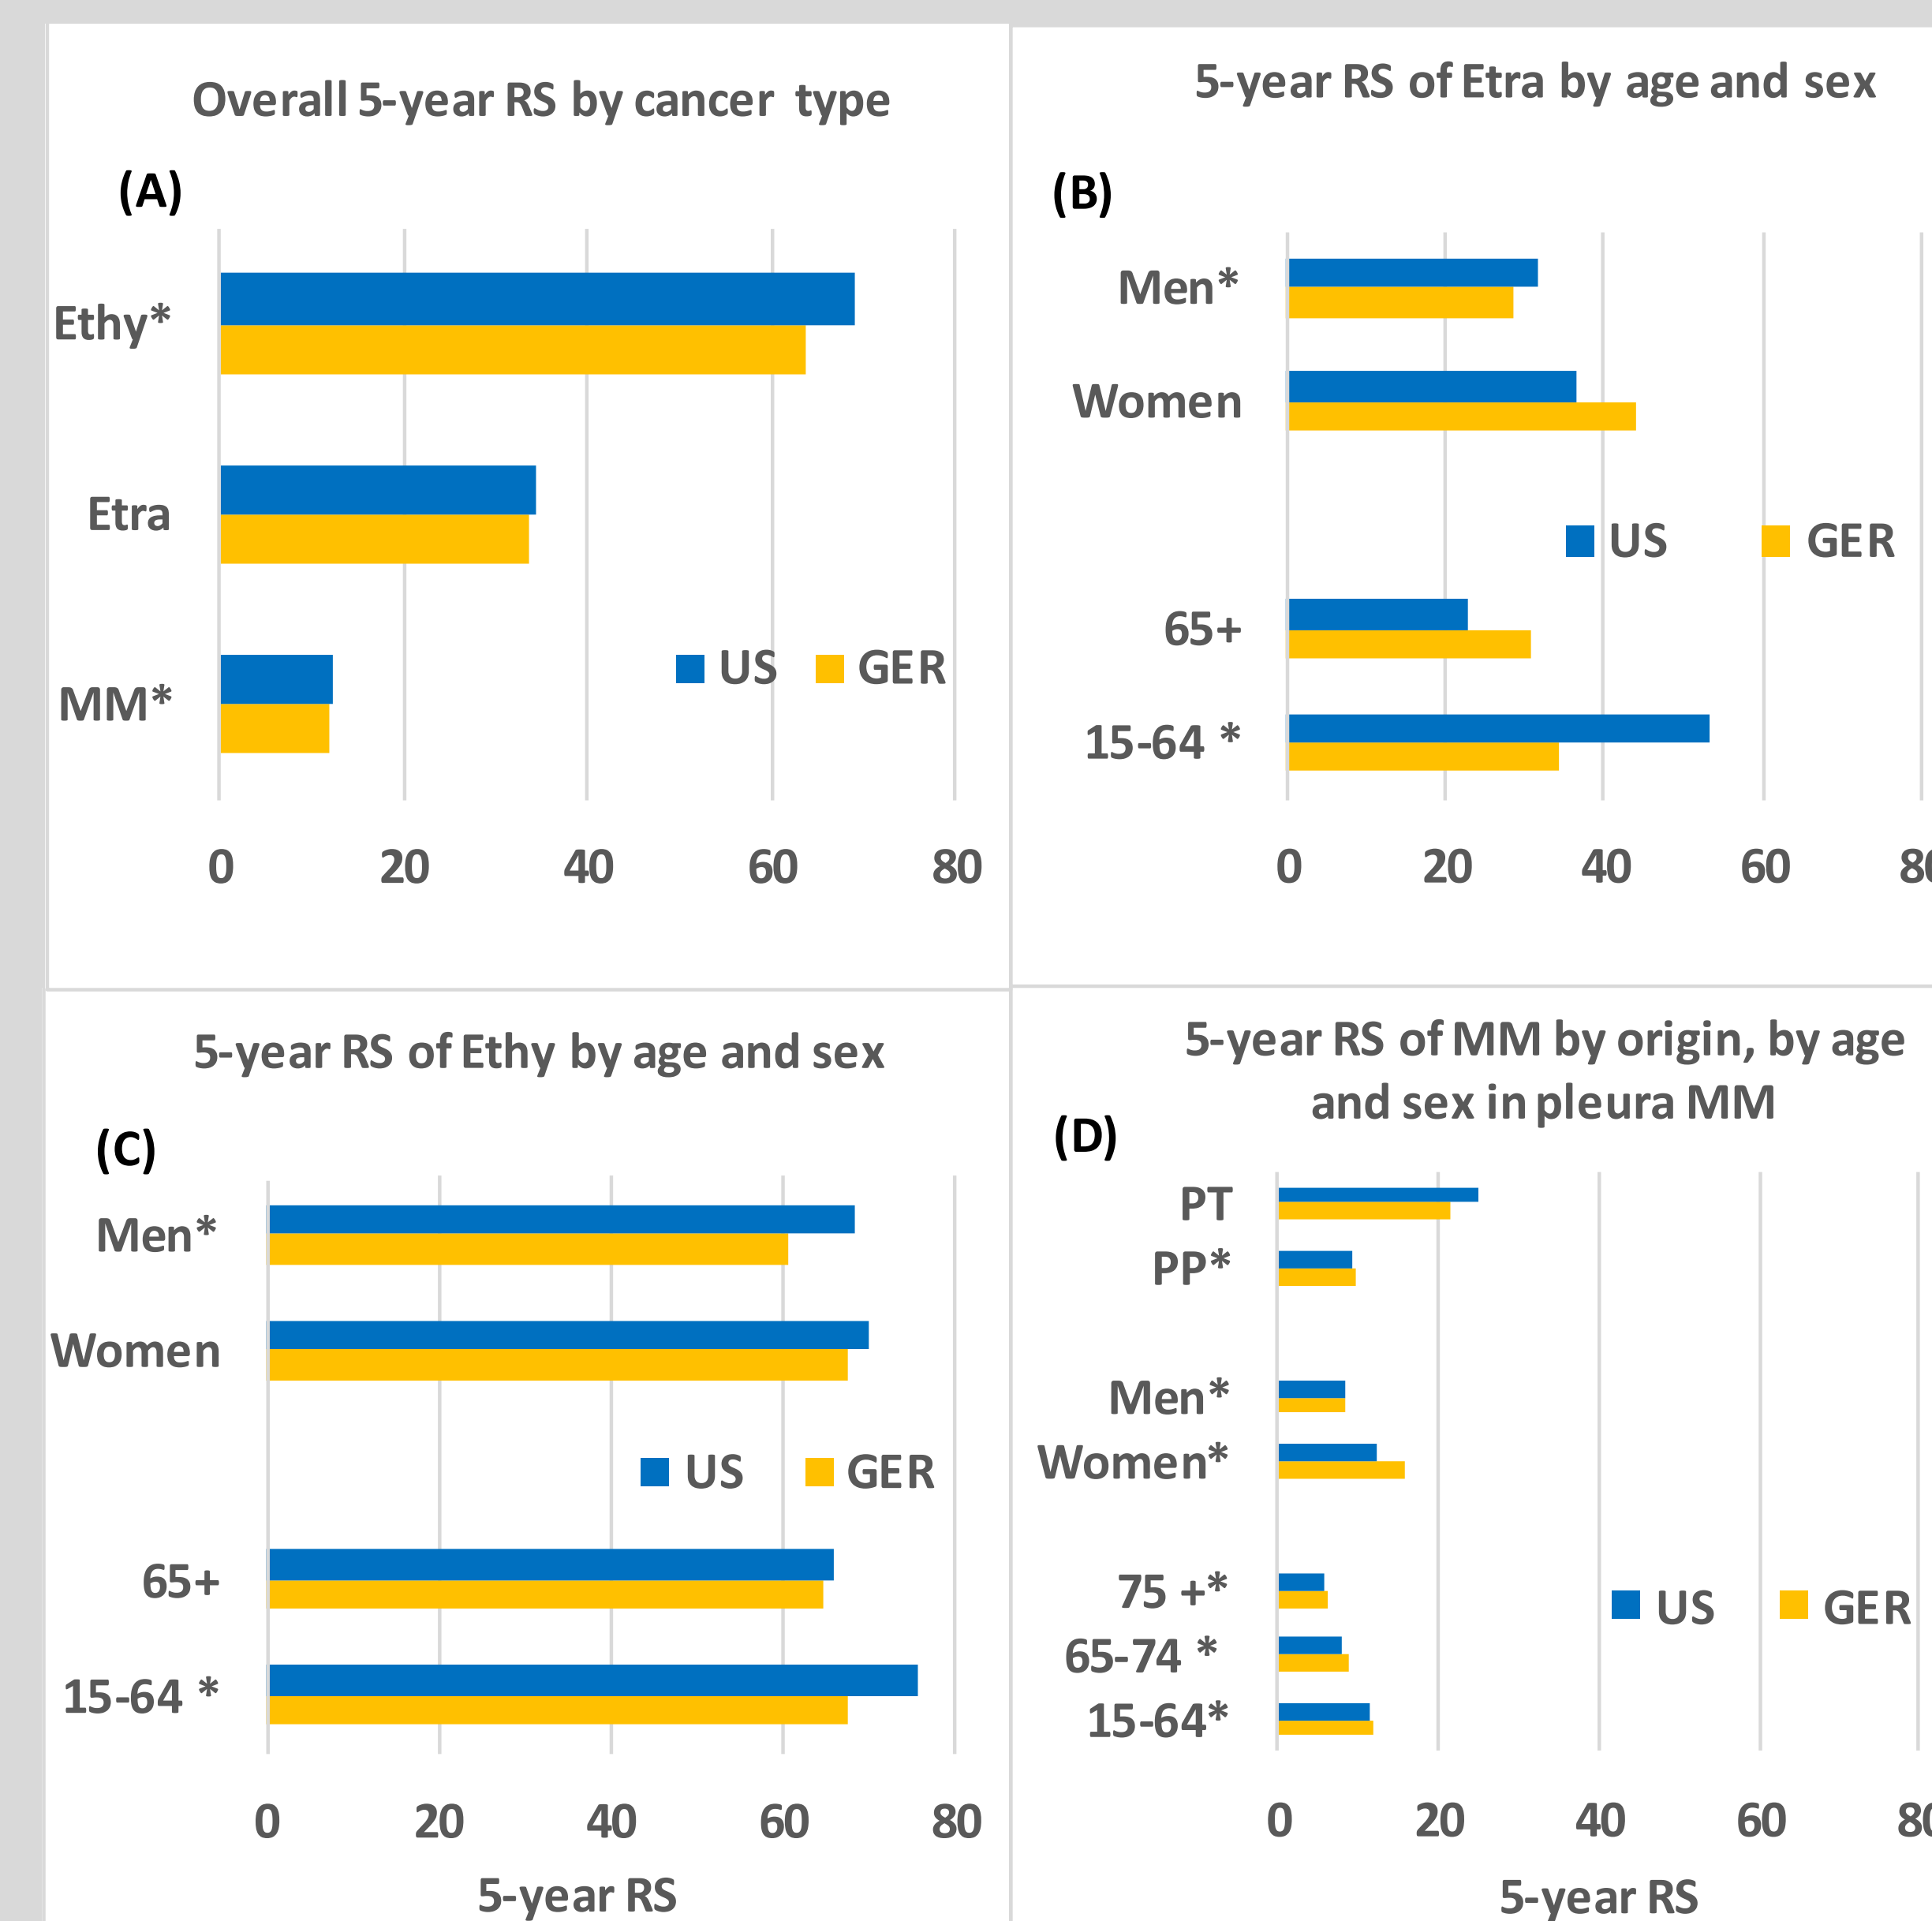 Overall 5-year RS by cancer type
(A)
Ethy*
Etra
MM*
US GER
0 20 40 60 80
5-year RS of Etra by age and sex
(B)
Men*
Women
US GER
65+
15-64 *
0 20 40 60 80
5-year RS of Ethy by age and sex
(C)
Men*
Women
US GER
65+
15-64 *
0 20 40 60 80
5-year RS
5-year RS of MM by origin, by age
and sex in pleura MM
(D)
PT
PP*
Men*
Women*
75 +*
US GER
65-74 *
15-64*
0 20 40 60 80
5-year RS